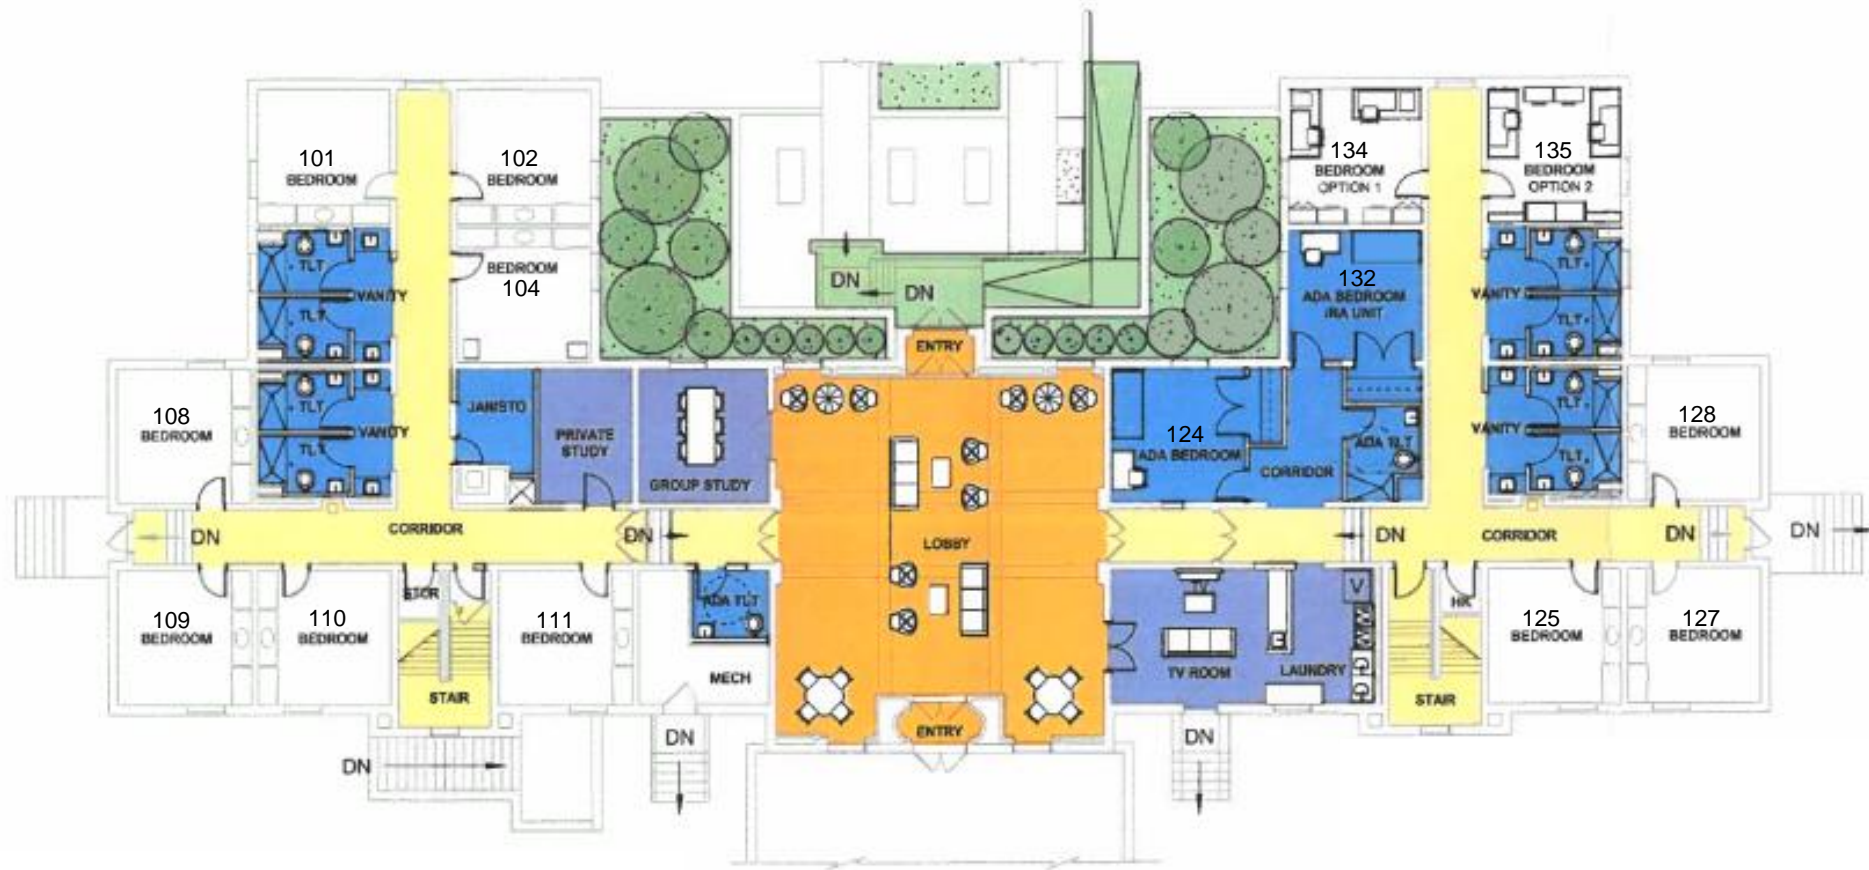 101
BEDROOM
102
BEDROOM
BEDROOM
104
TLT
VANITY
TLT
TLT
VANITY
TLT
108
BEDROOM
JANISTO
PRIVATE
STUDY
GROUP STUDY
DN
CORRIDOR
DN
109
BEDROOM
110
BEDROOM
STOR
STAIR
111
BEDROOM
ADA TLT
MECH
DN
DN
DN
DN
ENTRY
LOBBY
ENTRY
134
BEDROOM
OPTION 1
135
BEDROOM
OPTION 2
132
ADA BEDROOM
124
ADA BEDROOM
CORRIDOR
ADA TLT
TLT
VANITY
TLT
TLT
VANITY
TLT
128
BEDROOM
DN
CORRIDOR
DN
DN
TV ROOM
LAUNDRY
V
HK
STAIR
125
BEDROOM
127
BEDROOM
DN